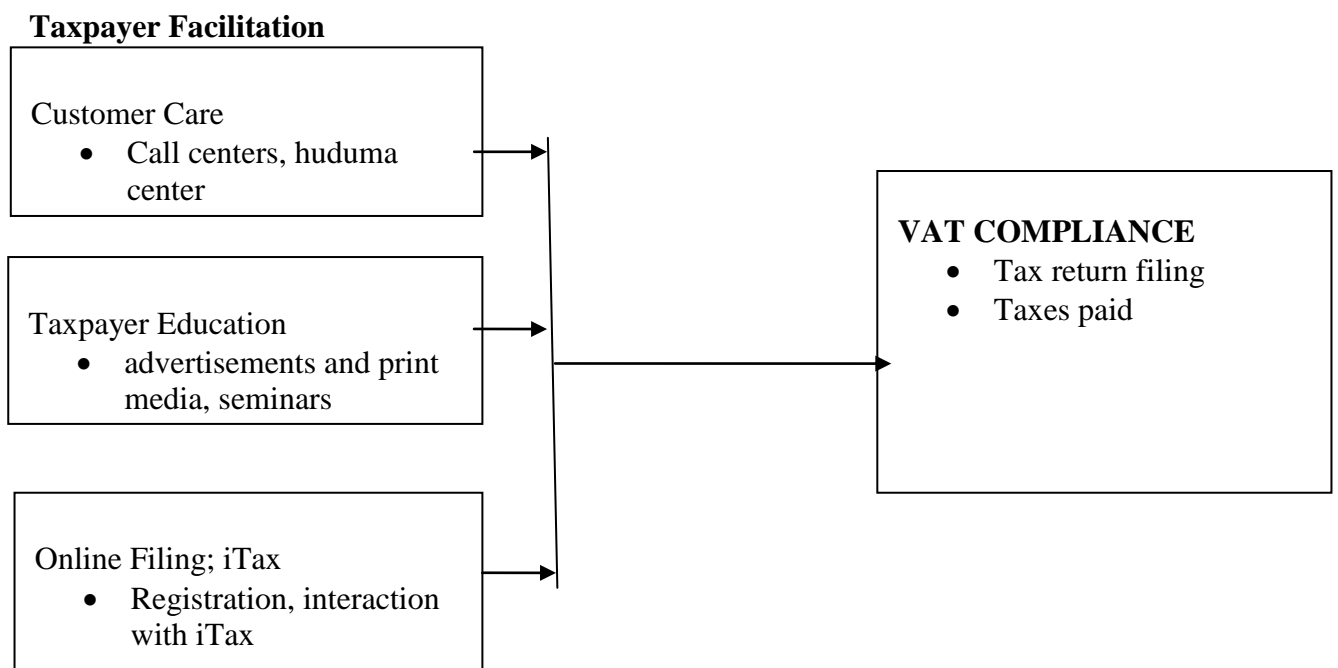 Taxpayer Facilitation
Customer Care
• Call centers, huduma
center
Taxpayer Education
• advertisements and print
media, seminars
Online Filing; iTax
• Registration, interaction
with iTax
VAT COMPLIANCE
• Tax return filing
• Taxes paid